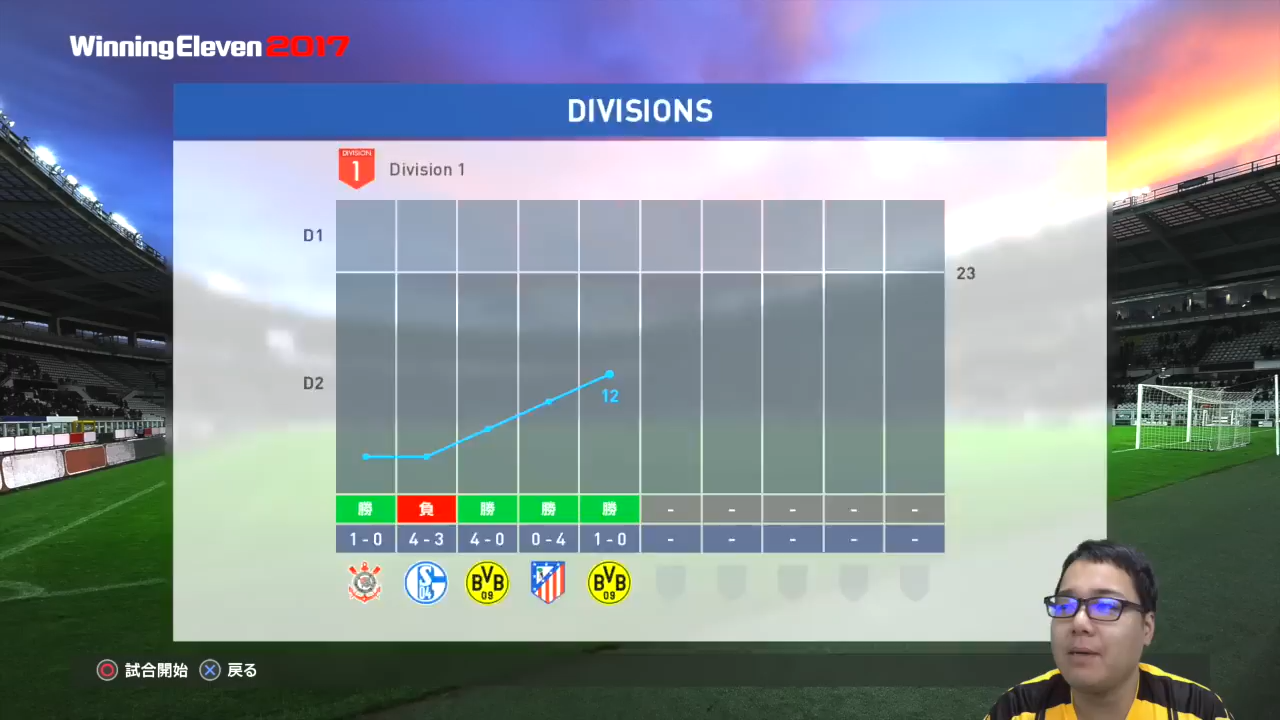 WinningEleven 2017
DIVISIONS
DIVISION
1
Division 1
D1
23
D2
12
勝 負 勝 勝 勝 - - - - -
1 - 0 4 - 3 4 - 0 0 - 4 1 - 0 - - - - -
S 04 BVB 09 BVB 09
試合開始 戻る